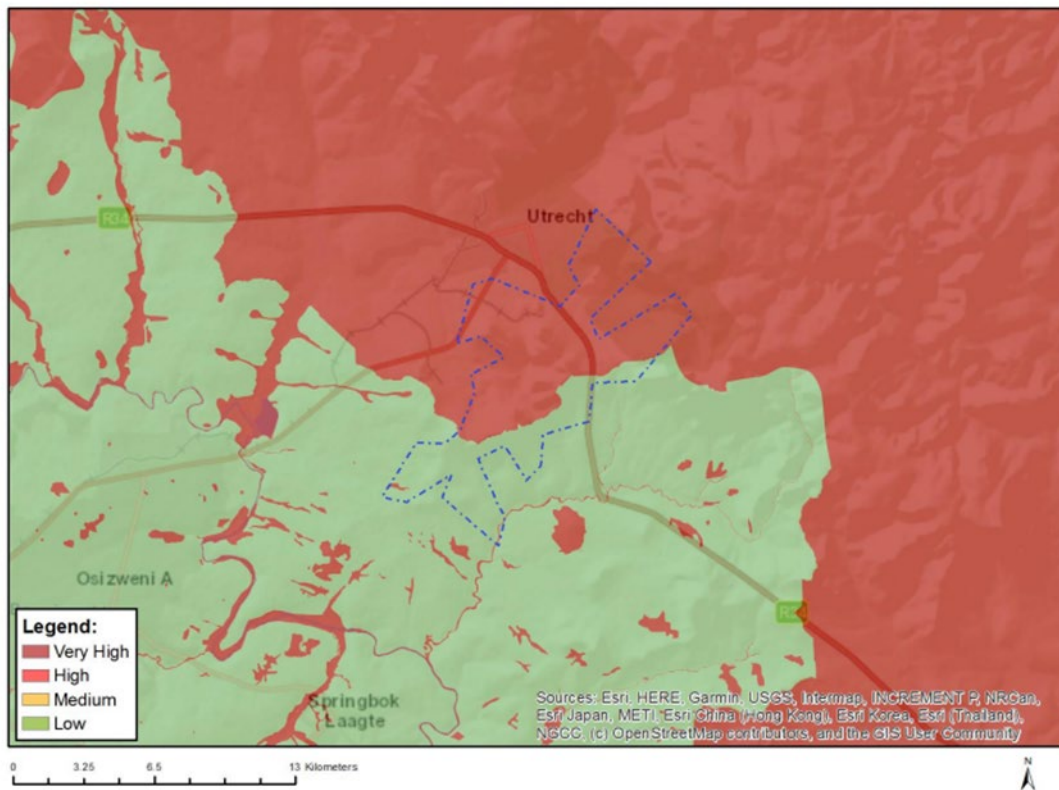 Utrecht
R34
Osizweni A
Springbok
Laagte
Legend:
Very High
High
Medium
Low
Sources: Esri, HERE, Garmin, USGS, Intermap, INCREMENT P, NRCan,
Esri Japan, METI, Esri China (Hong Kong), Esri Korea, Esri (Thailand),
NGCC, (c) OpenStreetMap contributors, and the GIS User Community
0 3.25 6.5 13 Kilometers
N